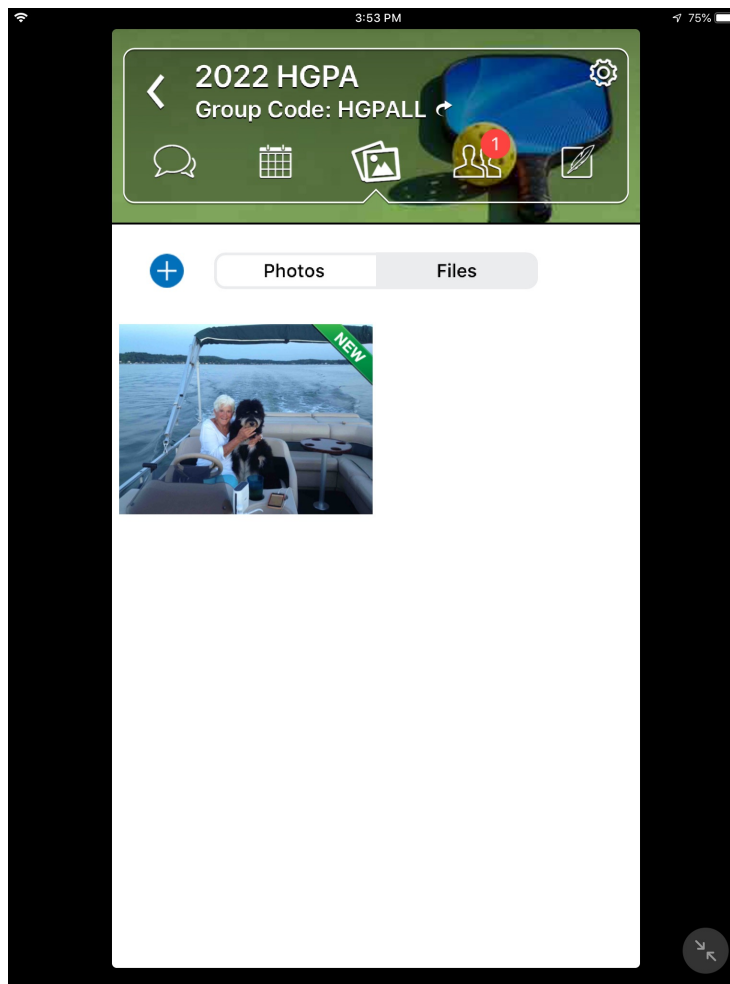 3:53 PM
75%
2022 HGPA
Group Code: HGPALL
1
Photos
Files
NEW